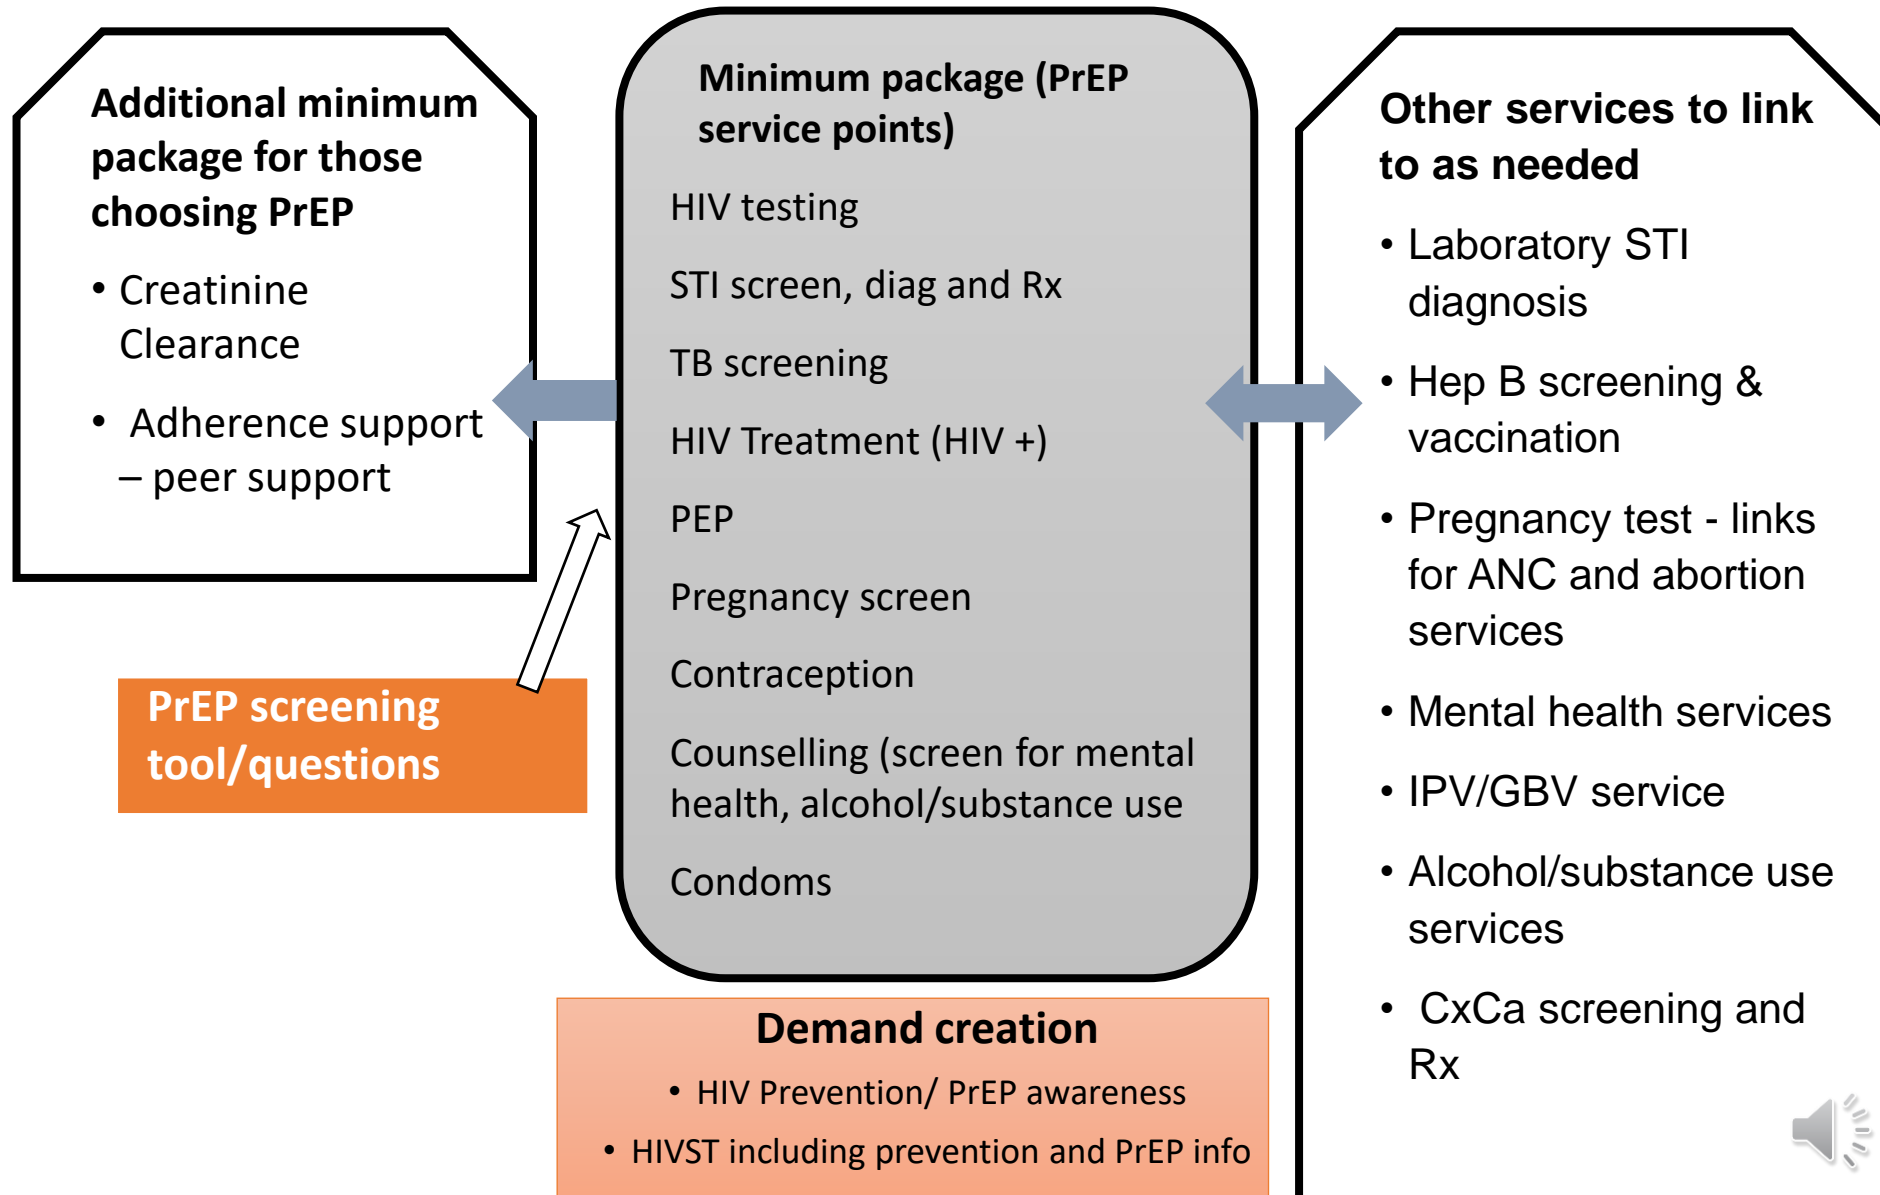 Additional minimum
package for those
choosing PrEP
• Creatinine
Clearance
• Adherence support
– peer support
PrEP screening
tool/questions
Minimum package (PrEP
service points)
HIV testing
STI screen, diag and Rx
TB screening
HIV Treatment (HIV +)
PEP
Pregnancy screen
Contraception
Counselling (screen for mental
health, alcohol/substance use
Condoms
Demand creation
• HIV Prevention/ PrEP awareness
• HIVST including prevention and PrEP info
Other services to link
to as needed
• Laboratory STI
diagnosis
• Hep B screening &
vaccination
• Pregnancy test - links
for ANC and abortion
services
• Mental health services
• IPV/GBV service
• Alcohol/substance use
services
• CxCa screening and
Rx